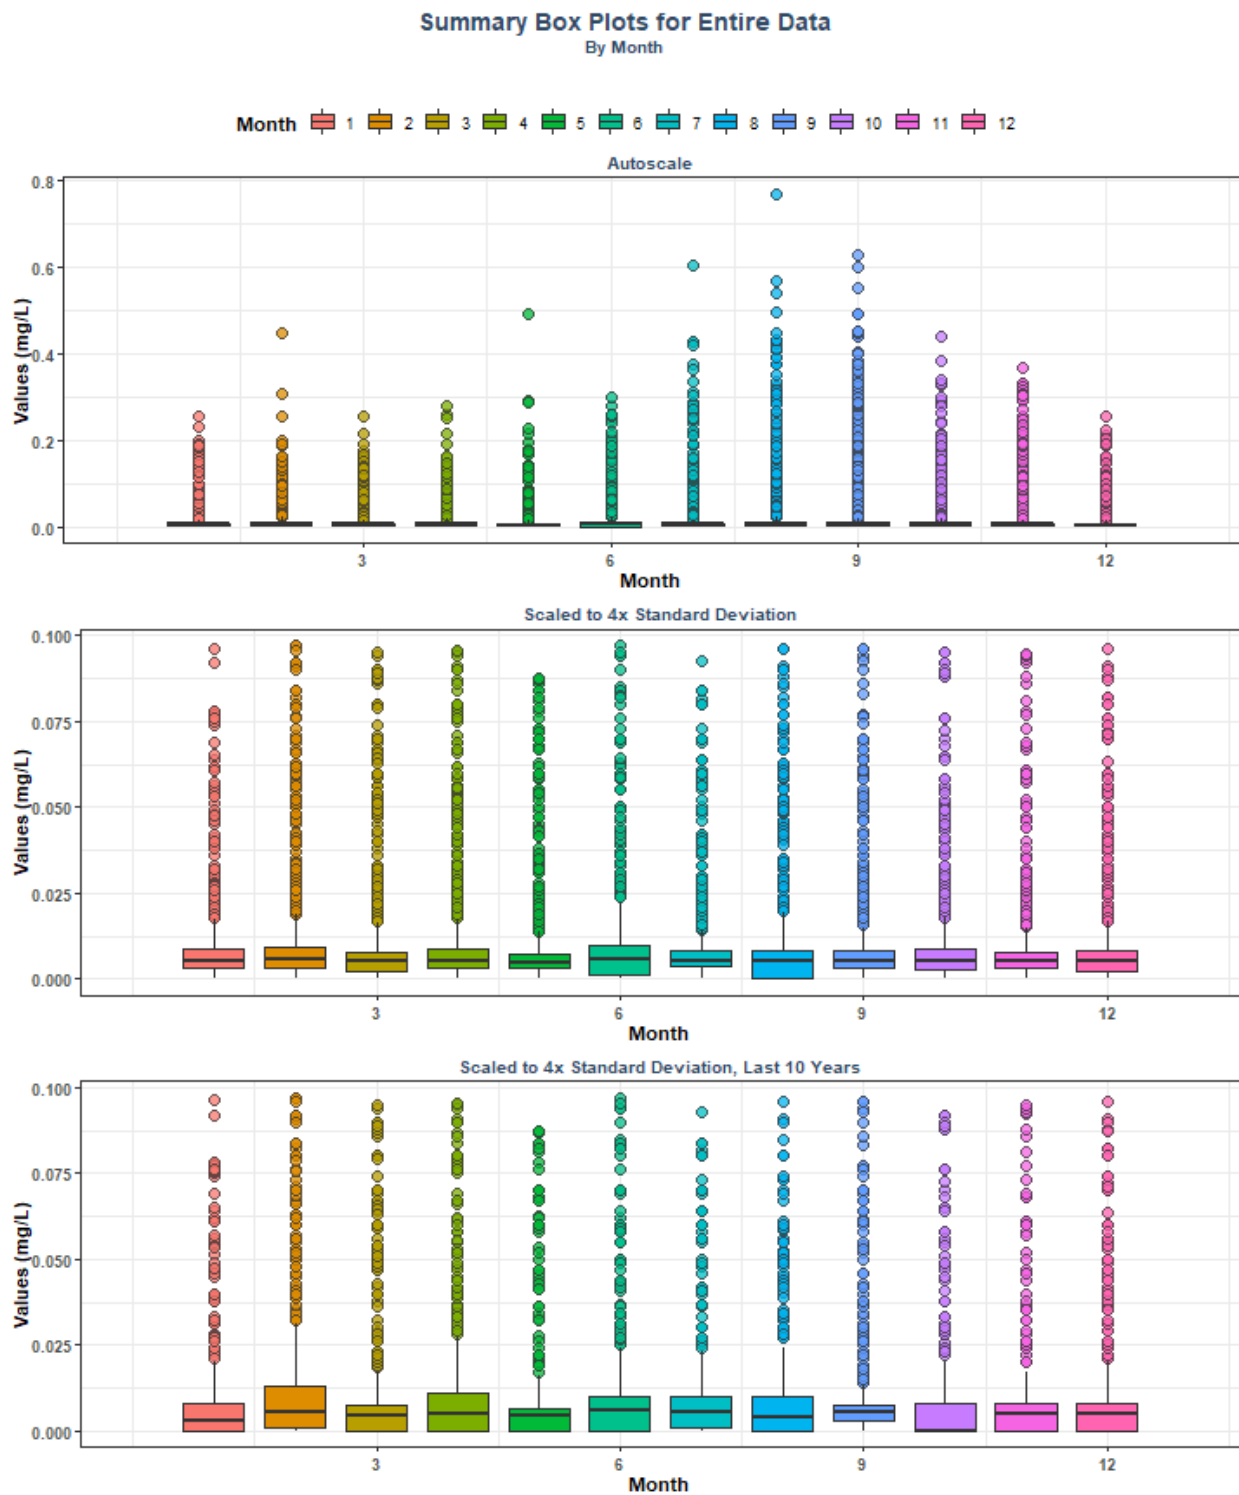 Summary Box Plots for Entire Data
By Month
Month 1 2 3 4 5 6 7 8 9 10 11 12
Autoscale
Values (mg/L)
0.8
0.6
0.4
0.2
0.0
3 6 9 12
Month
Scaled to 4x Standard Deviation
Values (mg/L)
0.100
0.075
0.050
0.025
0.000
3 6 9 12
Month
Scaled to 4x Standard Deviation, Last 10 Years
Values (mg/L)
0.100
0.075
0.050
0.025
0.000
3 6 9 12
Month